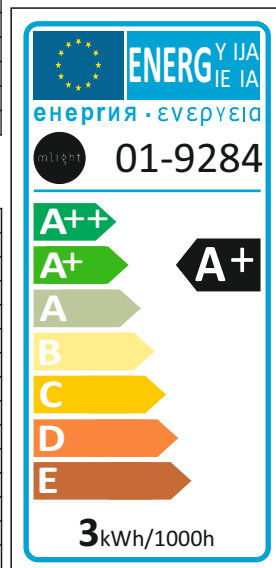 ENERG Y IJA
IE IA
енергия · ενεργεια
mlight 01-9284
A++
A+ A+
A
B
C
D
E
3kWh/1000h